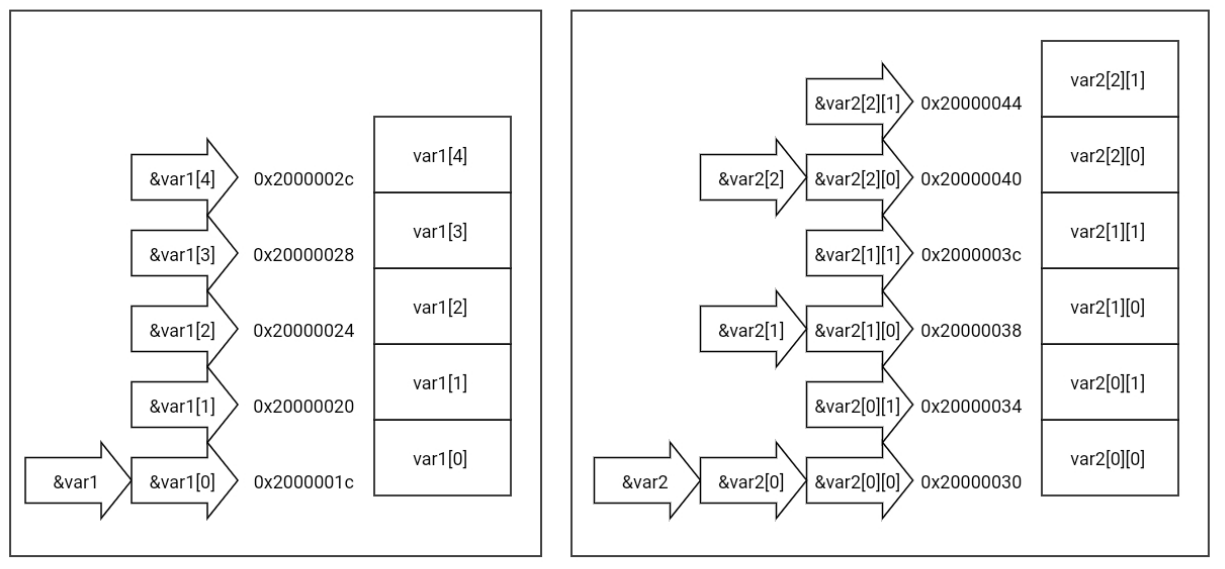 var1[4]
&var1[4] 0x2000002c
var1[3]
&var1[3] 0x20000028
var1[2]
&var1[2] 0x20000024
var1[1]
&var1[1] 0x20000020
var1[0]
&var1 &var1[0] 0x2000001c
var2[2][1]
&var2[2][1] 0x20000044
var2[2][0]
&var2[2] &var2[2][0] 0x20000040
var2[1][1]
&var2[1][1] 0x2000003c
var2[1][0]
&var2[1] &var2[1][0] 0x20000038
var2[0][1]
&var2[0][1] 0x20000034
var2[0][0]
&var2 &var2[0] &var2[0][0] 0x20000030